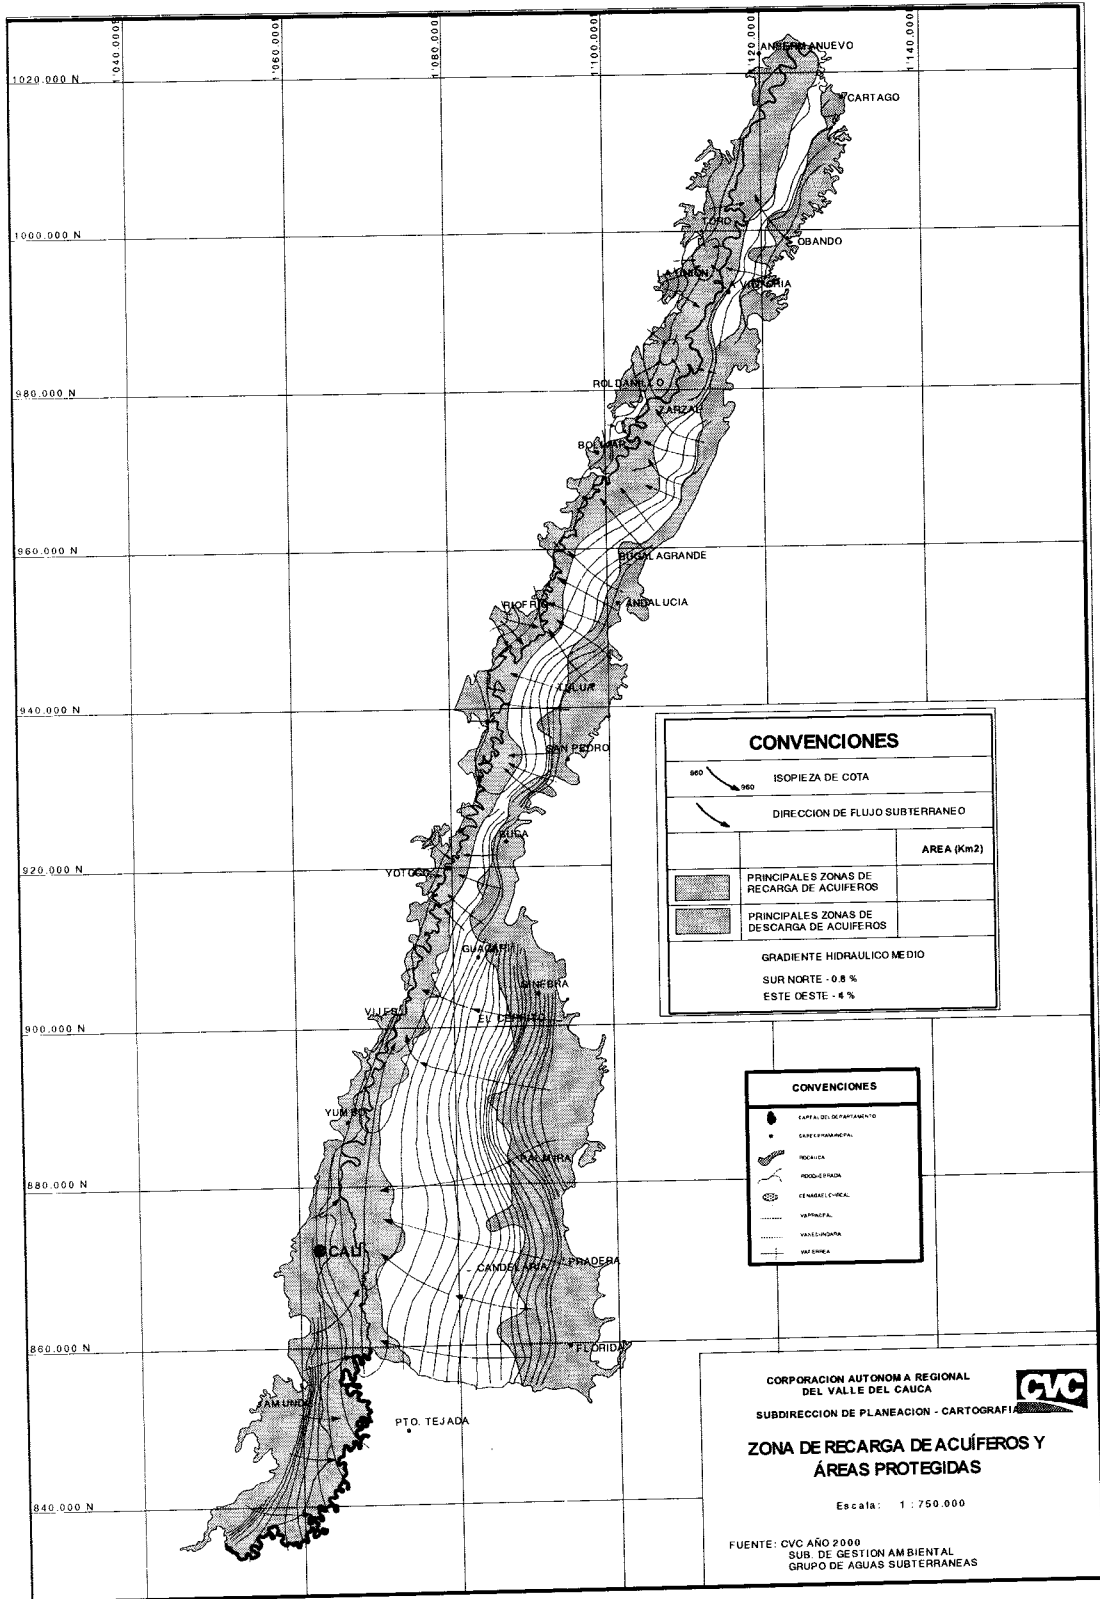 1'040.000
1'060.000
1'080.000
1'100.000
1'120.000
1'140.000
1020.000 N
ANSERMANUEVO
CARTAGO
1000.000 N
TORO
OBANDO
LA UNION
LA VICTORIA
980.000 N
ROLDANILLO
ZARZAL
BOLIVAR
960.000 N
BUGALAGRANDE
RIOFRIO
ANDALUCIA
TULUA
940.000 N
SAN PEDRO
BUGA
920.000 N
YOTOCO
GUACARI
GINEBRA
VIJES
EL CERRITO
900.000 N
YUMBO
PALMIRA
880.000 N
CALI
CANDELARIA
PRADERA
860.000 N
FLORIDA
JAMUNDI
PTO. TEJADA
840.000 N
CONVENCIONES
960
960
ISOPIEZA DE COTA
DIRECCION DE FLUJO SUBTERRANEO
AREA (Km2)
PRINCIPALES ZONAS DE
RECARGA DE ACUIFEROS
PRINCIPALES ZONAS DE
DESCARGA DE ACUIFEROS
GRADIENTE HIDRAULICO MEDIO
SUR NORTE - 0.8 %
ESTE OESTE - 4 %
CONVENCIONES
CAPITAL DEL DEPARTAMENTO
CORPORACION AUTONOMA REGIONAL
DEL VALLE DEL CAUCA
CVC
SUBDIRECCION DE PLANEACION - CARTOGRAFIA
ZONA DE RECARGA DE ACUÍFEROS Y
ÁREAS PROTEGIDAS
Escala: 1 : 750.000
FUENTE: CVC AÑO 2000
SUB. DE GESTION AMBIENTAL
GRUPO DE AGUAS SUBTERRANEAS